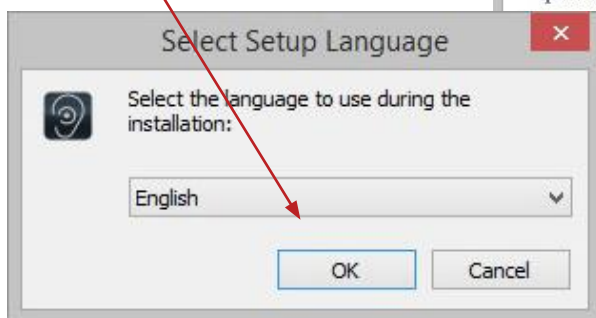 Select Setup Language
Select the language to use during the
installation:
English
OK
Cancel